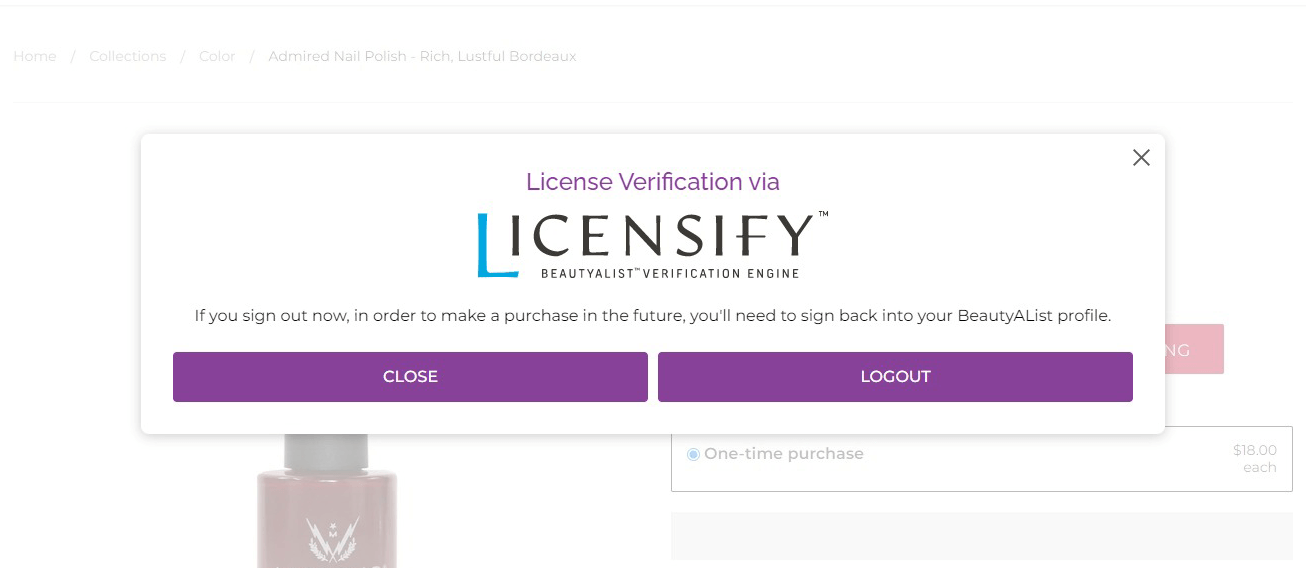 Home / Collections / Color / Admired Nail Polish - Rich, Lustful Bordeaux
License Verification via
LICENSIFY™
BEAUTYALIST™ VERIFICATION ENGINE
If you sign out now, in order to make a purchase in the future, you'll need to sign back into your BeautyAList profile.
CLOSE
LOGOUT
NG
One-time purchase
$18.00
each